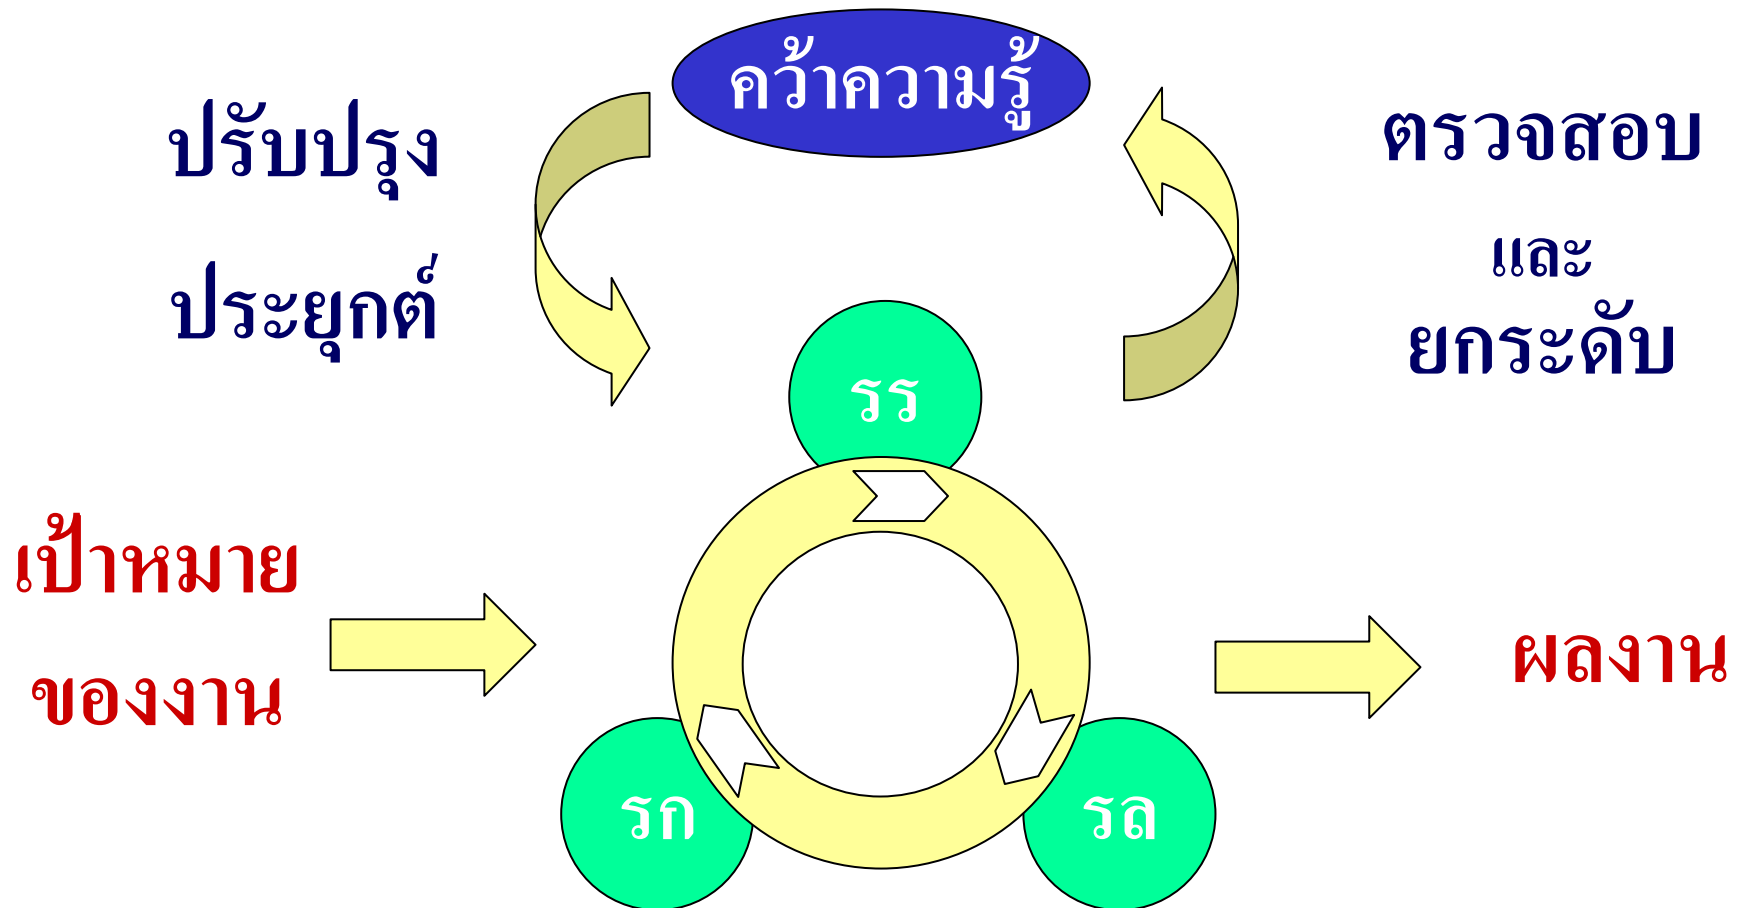 คว้าความรู้
ปรับปรุง
ประยุกต์
ตรวจสอบ
และ
ยกระดับ
รร
เป้าหมาย
ของงาน
ผลงาน
รก
รล